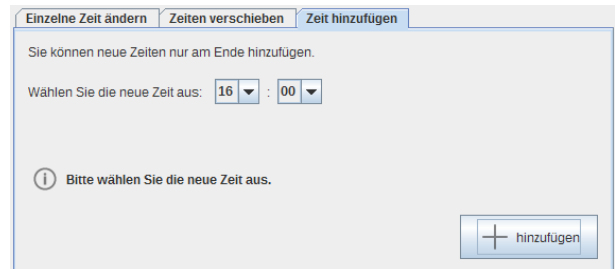 Einzelne Zeit ändern Zeiten verschieben Zeit hinzufügen
Sie können neue Zeiten nur am Ende hinzufügen.
Wählen Sie die neue Zeit aus: 16 : 00
Bitte wählen Sie die neue Zeit aus.
hinzufügen